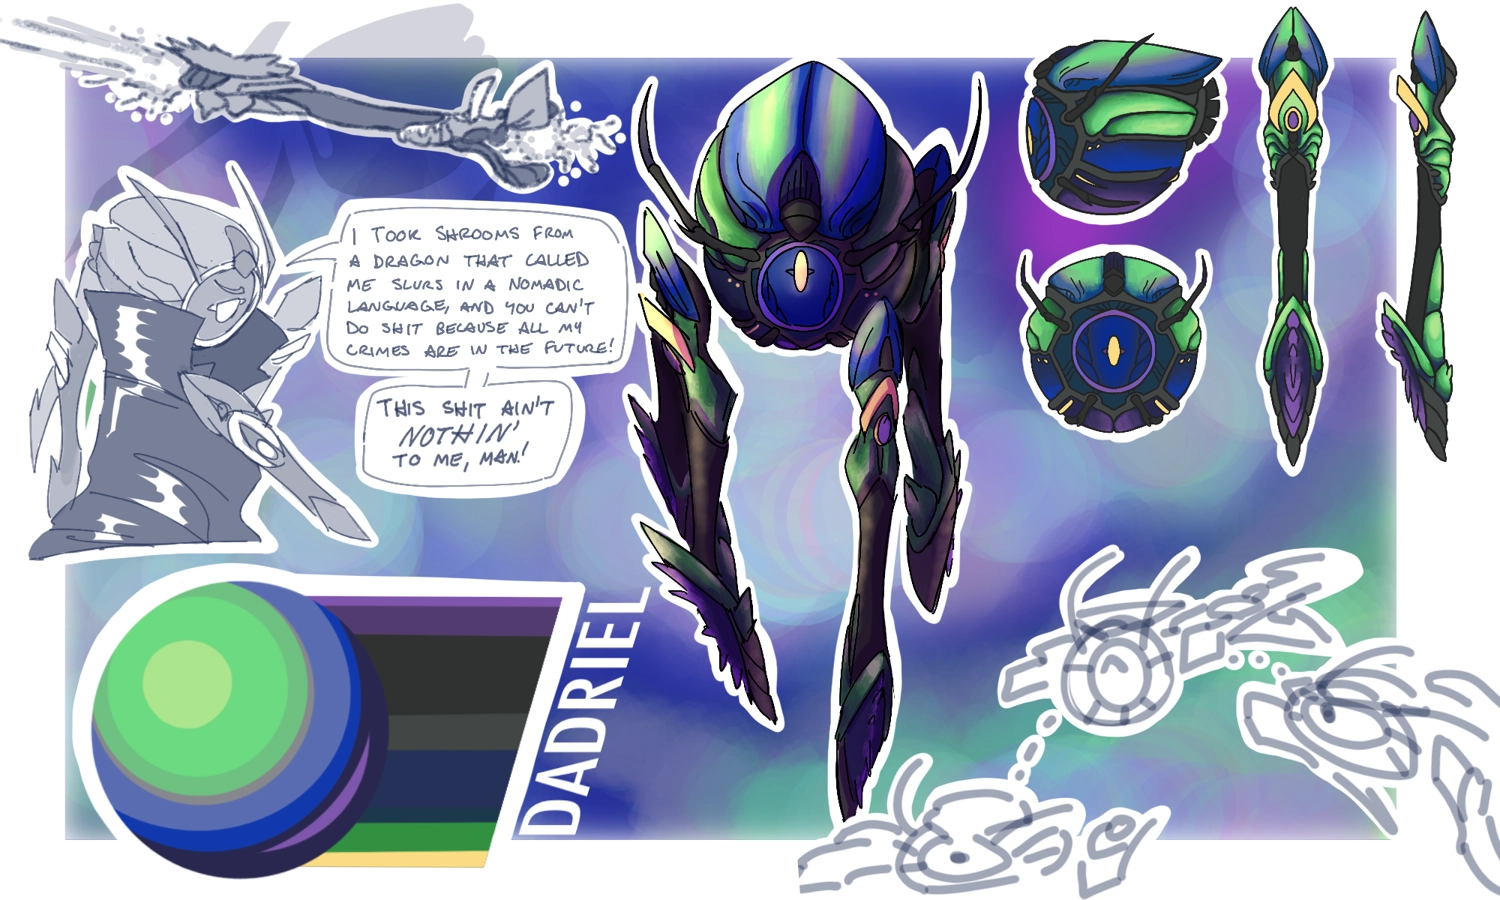 I TOOK SHROOMS FROM
A DRAGON THAT CALLED
ME SLURS IN A NOMADIC
LANGUAGE, AND YOU CAN'T
DO SHIT BECAUSE ALL MY
CRIMES ARE IN THE FUTURE!
THIS SHIT AIN'T
NOTHIN'
TO ME, MAN!
DADRIEL